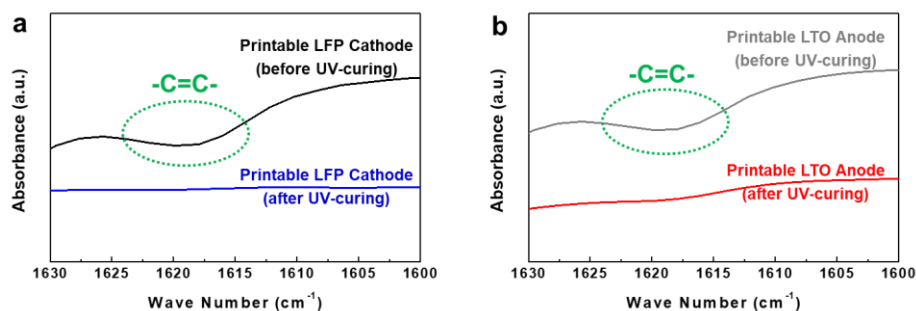 a
Printable LFP Cathode
(before UV-curing)
-C=C-
Printable LFP Cathode
(after UV-curing)
Absorbance (a.u.)
1630 1625 1620 1615 1610 1605 1600
Wave Number (cm⁻¹)
b
Printable LTO Anode
(before UV-curing)
-C=C-
Printable LTO Anode
(after UV-curing)
Absorbance (a.u.)
1630 1625 1620 1615 1610 1605 1600
Wave Number (cm⁻¹)